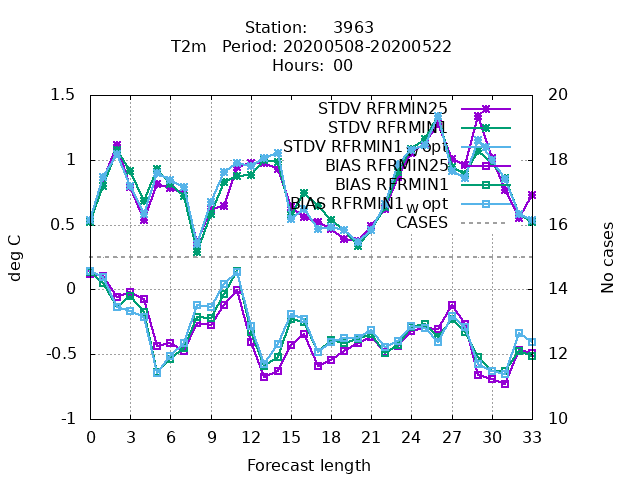 Station: 3963
T2m Period: 20200508-20200522
Hours: 00
1.5
1
0.5
0
-0.5
-1
deg C
20
18
16
14
12
10
No cases
STDV RFRMIN25
STDV RFRMIN1
STDV RFRMIN1_w opt
BIAS RFRMIN25
BIAS RFRMIN1
BIAS RFRMIN1_w opt
CASES
0 3 6 9 12 15 18 21 24 27 30 33
Forecast length